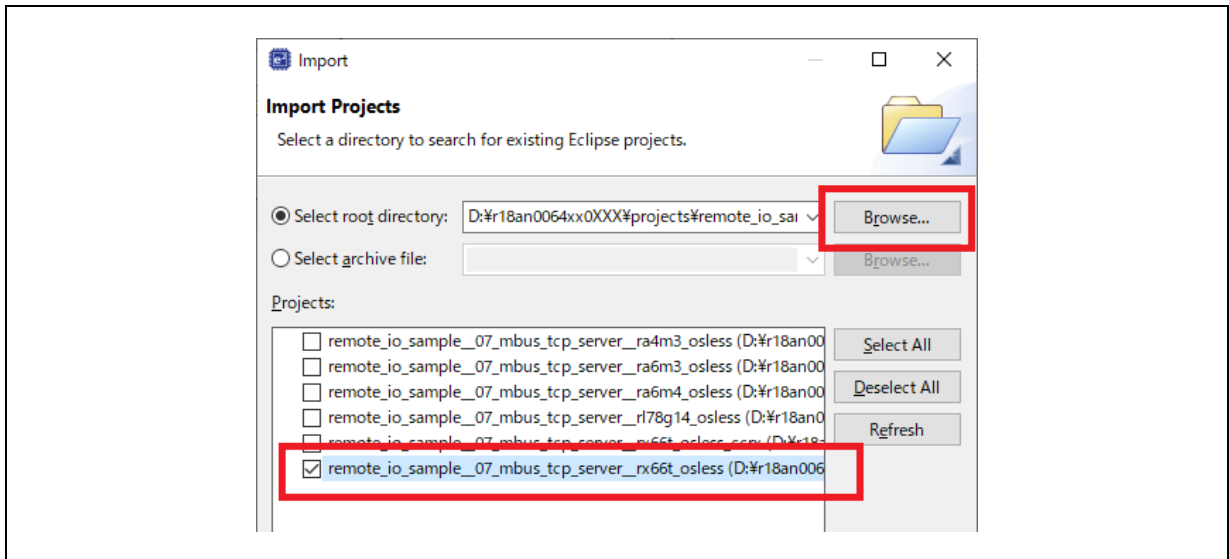 Import
Import Projects
Select a directory to search for existing Eclipse projects.
Select root directory: D:¥r18an0064xx0XXX¥projects¥remote_io_sa Browse...
Select archive file: Browse...
Projects:
remote_io_sample__07_mbus_tcp_server__ra4m3_osless (D:¥r18an00 Select All
remote_io_sample__07_mbus_tcp_server__ra6m3_osless (D:¥r18an00
remote_io_sample__07_mbus_tcp_server__ra6m4_osless (D:¥r18an00 Deselect All
remote_io_sample__07_mbus_tcp_server__rl78g14_osless (D:¥r18an0 Refresh
remote_io_sample__07_mbus_tcp_server__rx66t_osless_ccrx (D:¥r18a
remote_io_sample__07_mbus_tcp_server__rx66t_osless (D:¥r18an006